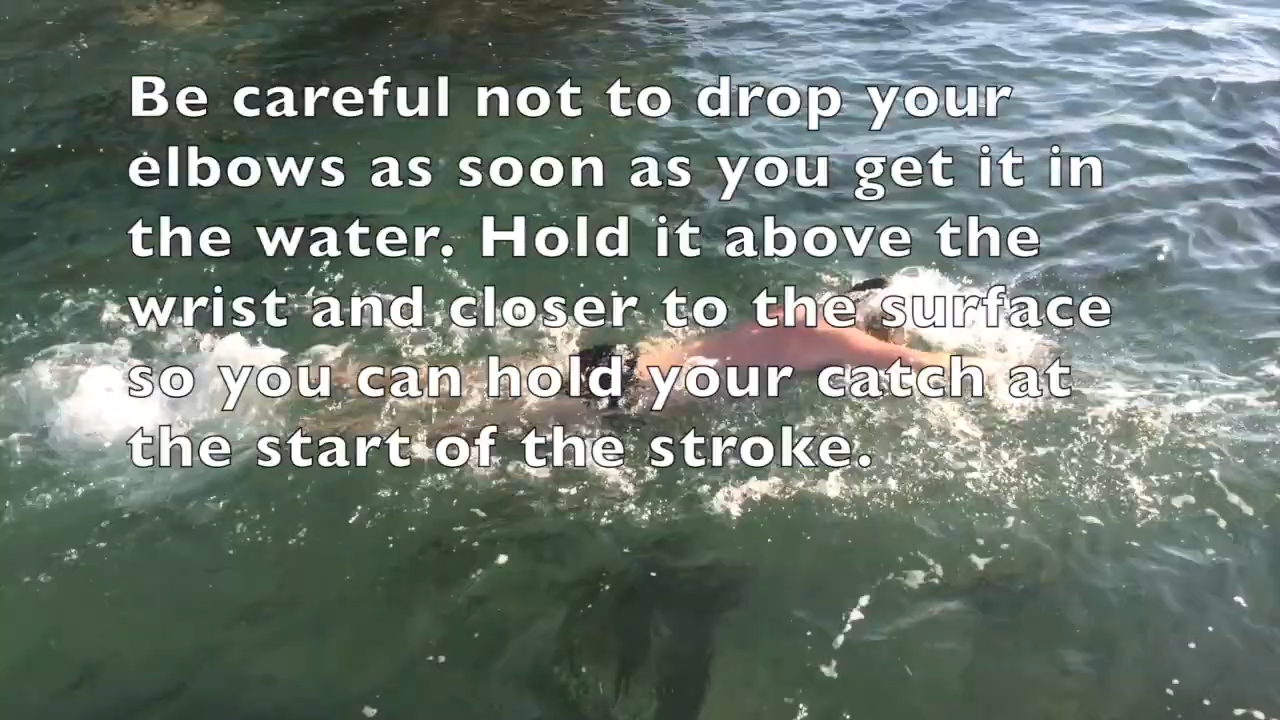 Be careful not to drop your
elbows as soon as you get it in
the water. Hold it above the
wrist and closer to the surface
so you can hold your catch at
the start of the stroke.